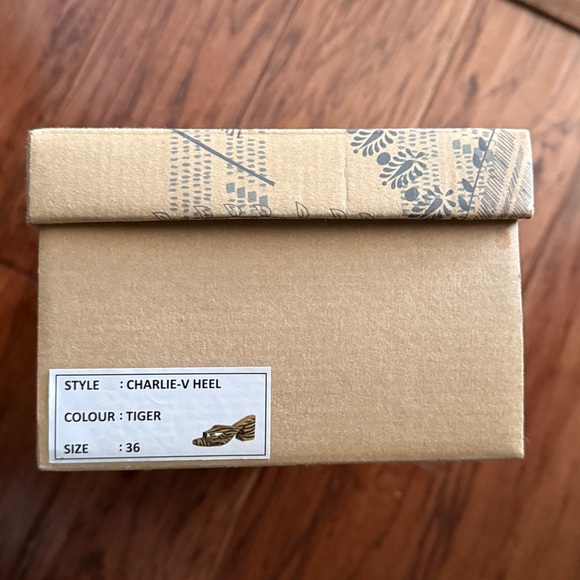 STYLE : CHARLIE-V HEEL
COLOUR : TIGER
SIZE : 36